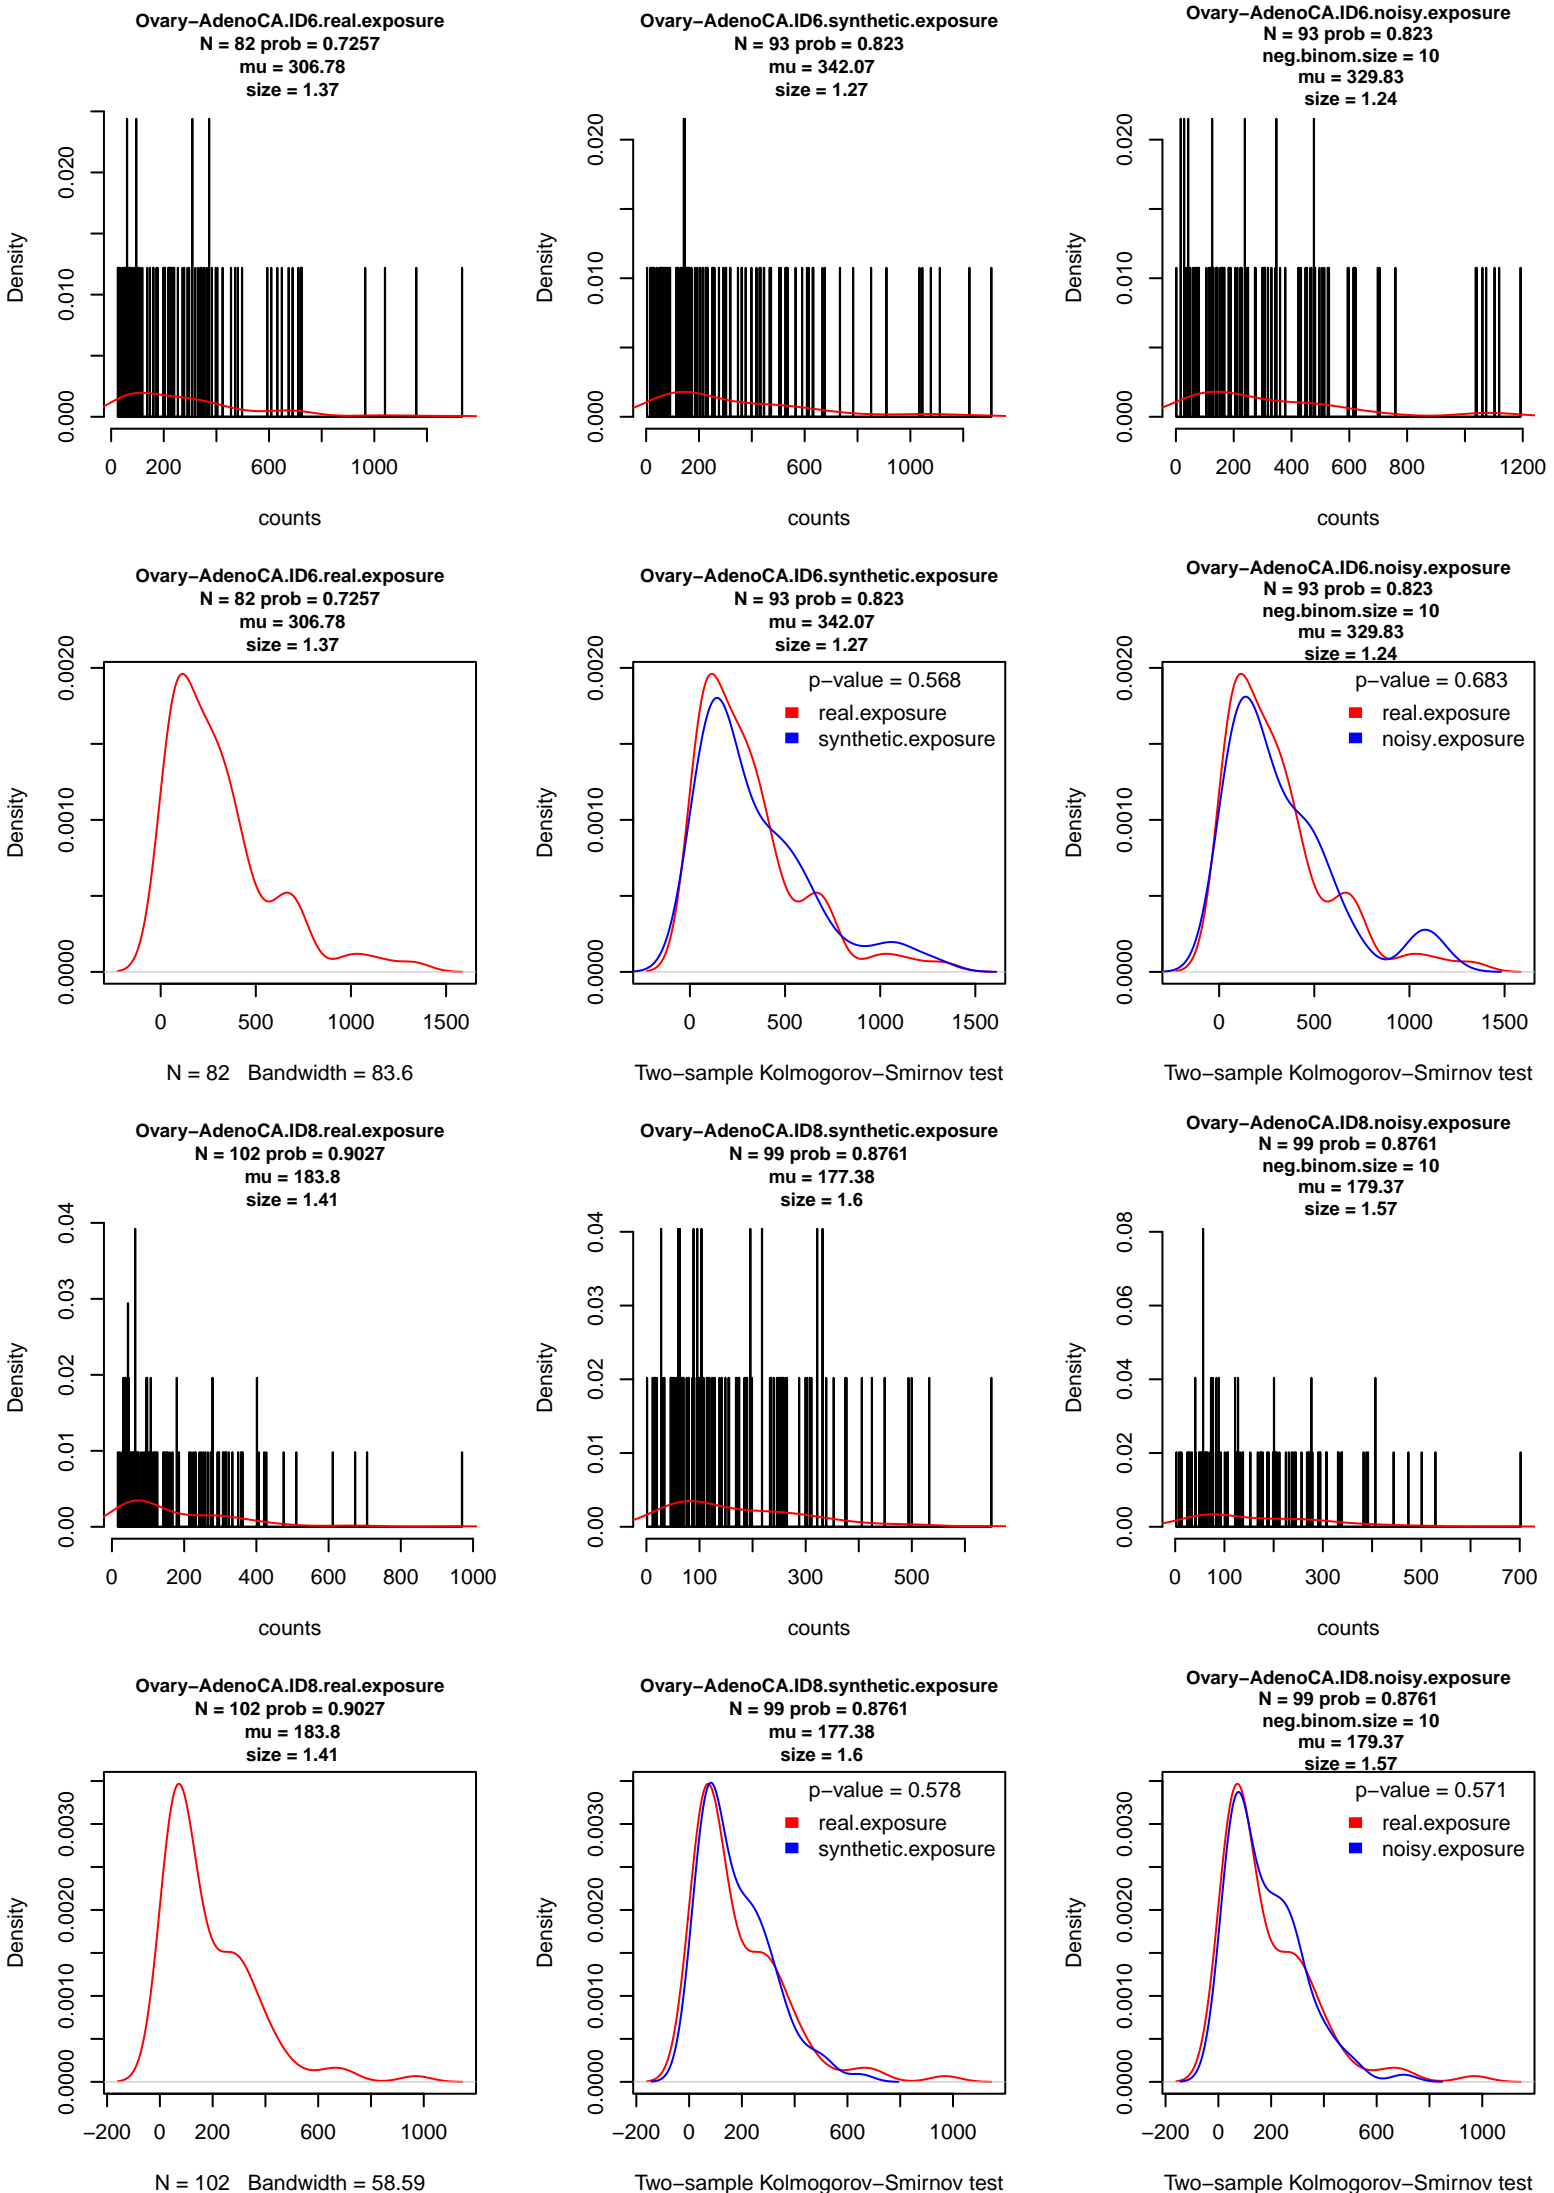 Ovary−AdenoCA.ID6.real.exposure
N = 82 prob = 0.7257
mu = 306.78
size = 1.37
Density
0.000
0.010
0.020
0
200
600
1000
counts
Ovary−AdenoCA.ID6.synthetic.exposure
N = 93 prob = 0.823
mu = 342.07
size = 1.27
Density
0.000
0.010
0.020
0
200
600
1000
counts
Ovary−AdenoCA.ID6.noisy.exposure
N = 93 prob = 0.823
neg.binom.size = 10
mu = 329.83
size = 1.24
Density
0.000
0.010
0.020
0
200
400
600
800
1200
counts
Ovary−AdenoCA.ID6.real.exposure
N = 82 prob = 0.7257
mu = 306.78
size = 1.37
Density
0.0000
0.0010
0.0020
0
500
1000
1500
N = 82   Bandwidth = 83.6
Ovary−AdenoCA.ID6.synthetic.exposure
N = 93 prob = 0.823
mu = 342.07
size = 1.27
p−value = 0.568
real.exposure
synthetic.exposure
Density
0.0000
0.0010
0.0020
0
500
1000
1500
Two−sample Kolmogorov−Smirnov test
Ovary−AdenoCA.ID6.noisy.exposure
N = 93 prob = 0.823
neg.binom.size = 10
mu = 329.83
size = 1.24
p−value = 0.683
real.exposure
noisy.exposure
Density
0.0000
0.0010
0.0020
0
500
1000
1500
Two−sample Kolmogorov−Smirnov test
Ovary−AdenoCA.ID8.real.exposure
N = 102 prob = 0.9027
mu = 183.8
size = 1.41
Density
0.00
0.01
0.02
0.03
0.04
0
200
400
600
800
1000
counts
Ovary−AdenoCA.ID8.synthetic.exposure
N = 99 prob = 0.8761
mu = 177.38
size = 1.6
Density
0.00
0.01
0.02
0.03
0.04
0
100
300
500
counts
Ovary−AdenoCA.ID8.noisy.exposure
N = 99 prob = 0.8761
neg.binom.size = 10
mu = 179.37
size = 1.57
Density
0.00
0.02
0.04
0.06
0.08
0
100
300
500
700
counts
Ovary−AdenoCA.ID8.real.exposure
N = 102 prob = 0.9027
mu = 183.8
size = 1.41
Density
0.0000
0.0010
0.0020
0.0030
−200
0
200
600
1000
N = 102   Bandwidth = 58.59
Ovary−AdenoCA.ID8.synthetic.exposure
N = 99 prob = 0.8761
mu = 177.38
size = 1.6
p−value = 0.578
real.exposure
synthetic.exposure
Density
0.0000
0.0010
0.0020
0.0030
−200
0
200
600
1000
Two−sample Kolmogorov−Smirnov test
Ovary−AdenoCA.ID8.noisy.exposure
N = 99 prob = 0.8761
neg.binom.size = 10
mu = 179.37
size = 1.57
p−value = 0.571
real.exposure
noisy.exposure
Density
0.0000
0.0010
0.0020
0.0030
−200
0
200
600
1000
Two−sample Kolmogorov−Smirnov test